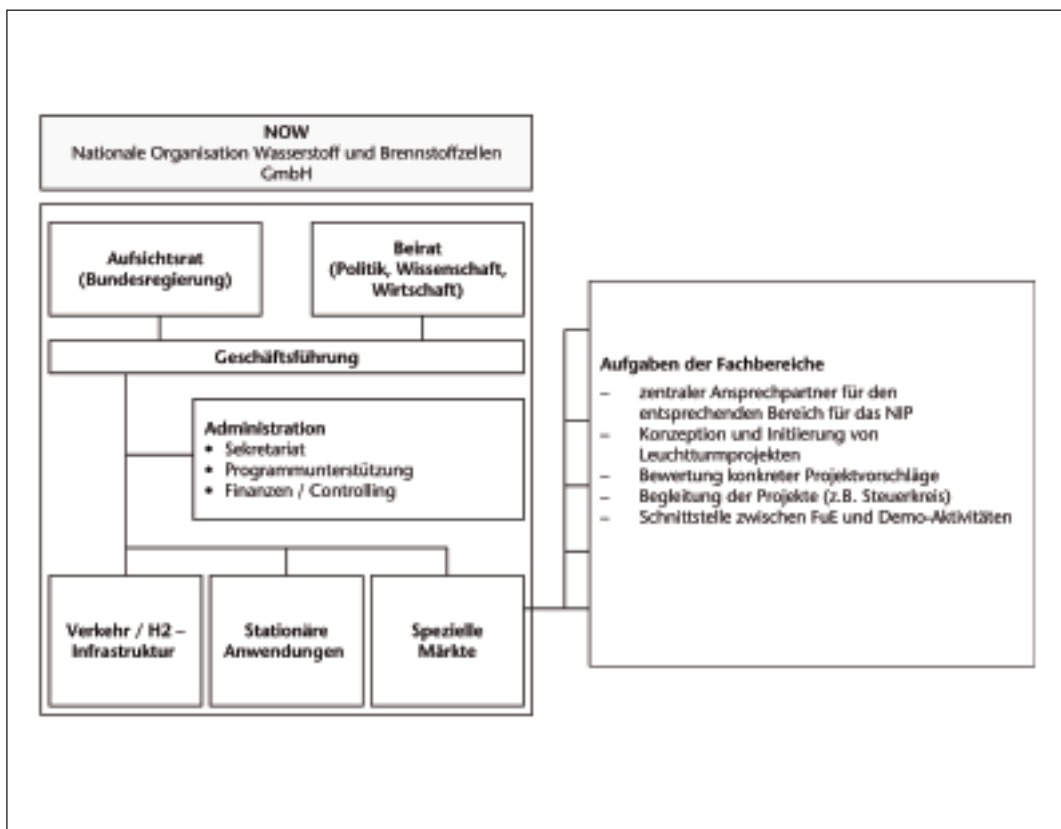 NOW
Nationale Organisation Wasserstoff und Brennstoffzellen
GmbH
Aufsichtsrat
(Bundesregierung)
Beirat
(Politik, Wissenschaft,
Wirtschaft)
Geschäftsführung
Administration
• Sekretariat
• Programmunterstützung
• Finanzen / Controlling
Verkehr / H2 –
Infrastruktur
Stationäre
Anwendungen
Spezielle
Märkte
Aufgaben der Fachbereiche
– zentraler Ansprechpartner für den
entsprechenden Bereich für das NIP
– Konzeption und Initiierung von
Leuchtturmprojekten
– Bewertung konkreter Projektvorschläge
– Begleitung der Projekte (z.B. Steuerkreis)
– Schnittstelle zwischen FuE und Demo-Aktivitäten